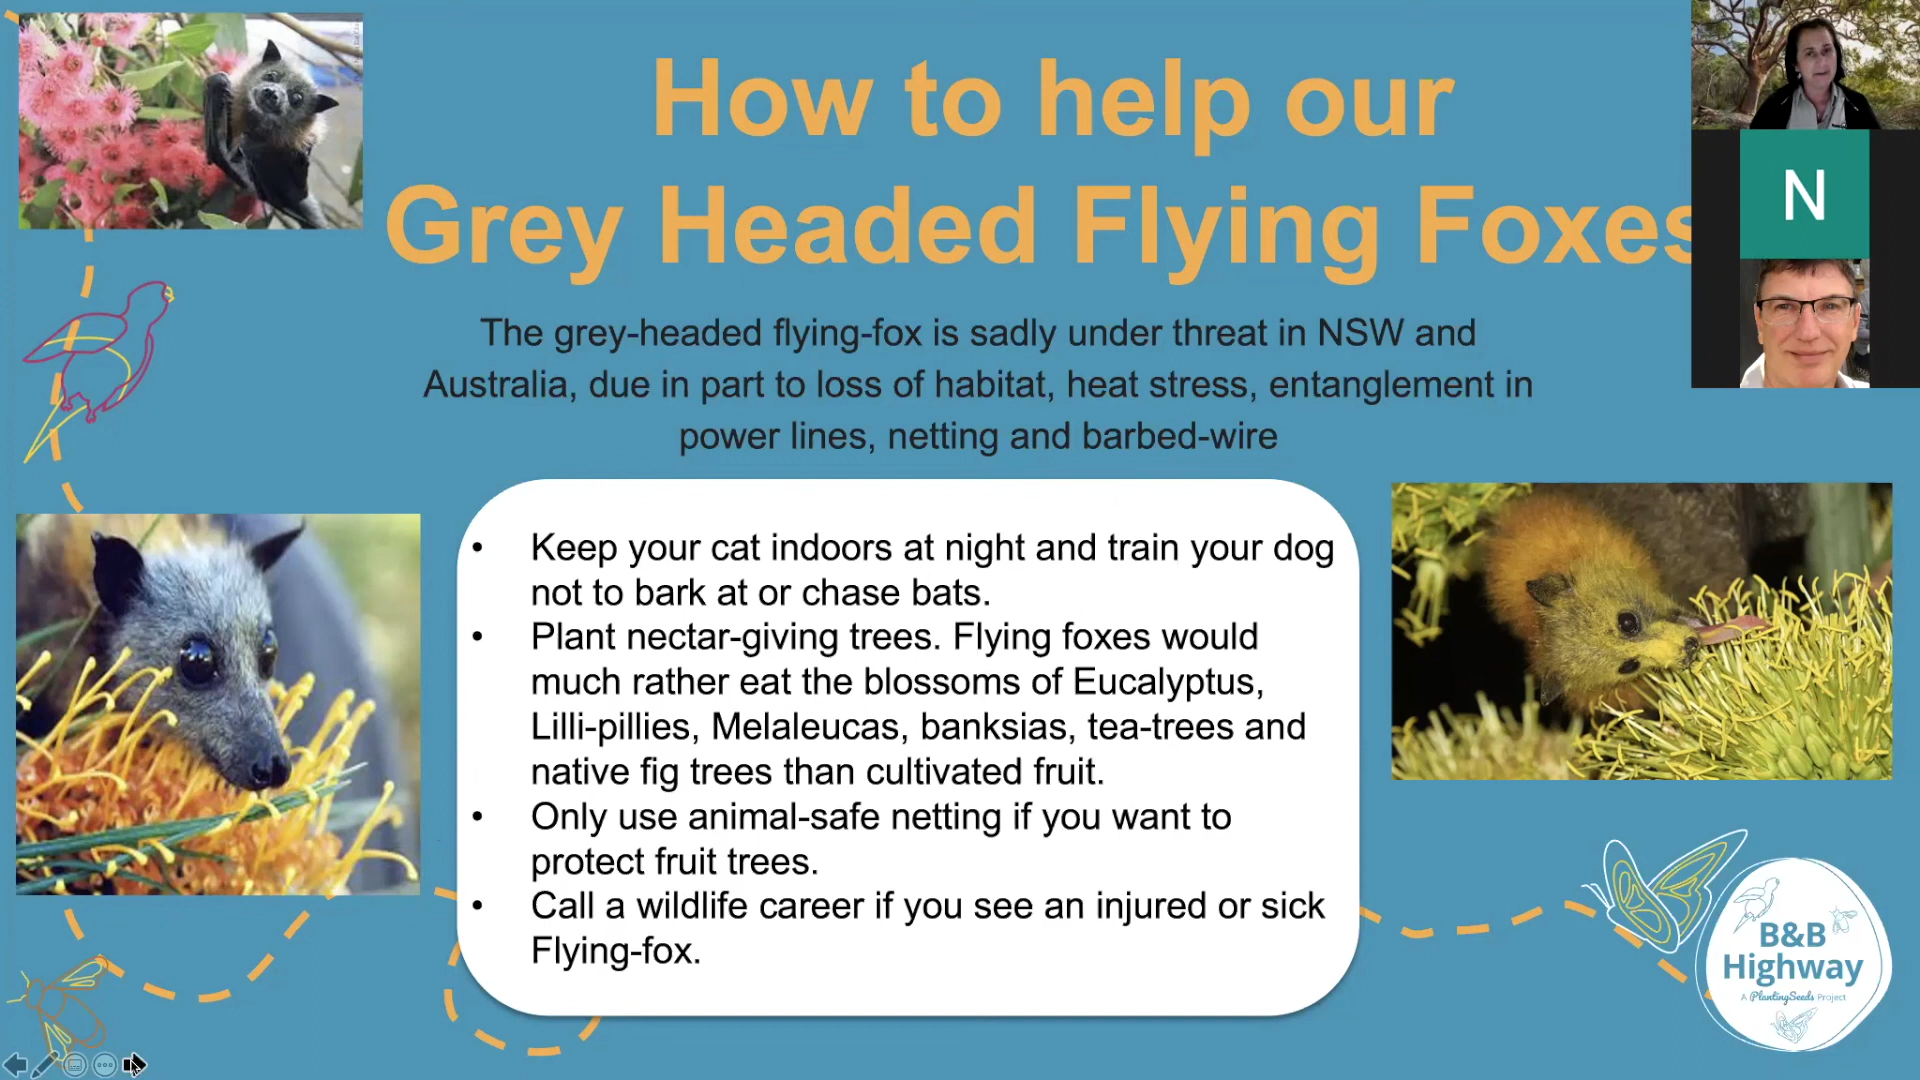 How to help our
Grey Headed Flying Foxes
The grey-headed flying-fox is sadly under threat in NSW and
Australia, due in part to loss of habitat, heat stress, entanglement in
power lines, netting and barbed-wire
• Keep your cat indoors at night and train your dog
not to bark at or chase bats.
• Plant nectar-giving trees. Flying foxes would
much rather eat the blossoms of Eucalyptus,
Lilli-pillies, Melaleucas, banksias, tea-trees and
native fig trees than cultivated fruit.
• Only use animal-safe netting if you want to
protect fruit trees.
• Call a wildlife career if you see an injured or sick
Flying-fox.
N
B&B
Highway
A PlantingSeeds Project